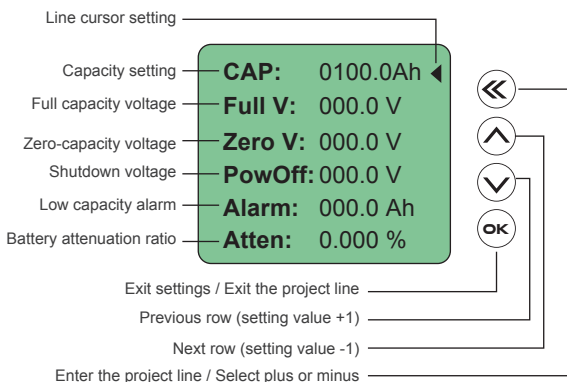 Line cursor setting
Capacity setting
Full capacity voltage
Zero-capacity voltage
Shutdown voltage
Low capacity alarm
Battery attenuation ratio
CAP: 0100.0Ah
Full V: 000.0 V
Zero V: 000.0 V
PowOff: 000.0 V
Alarm: 000.0 Ah
Atten: 0.000 %
OK
Exit settings / Exit the project line
Previous row (setting value +1)
Next row (setting value -1)
Enter the project line / Select plus or minus